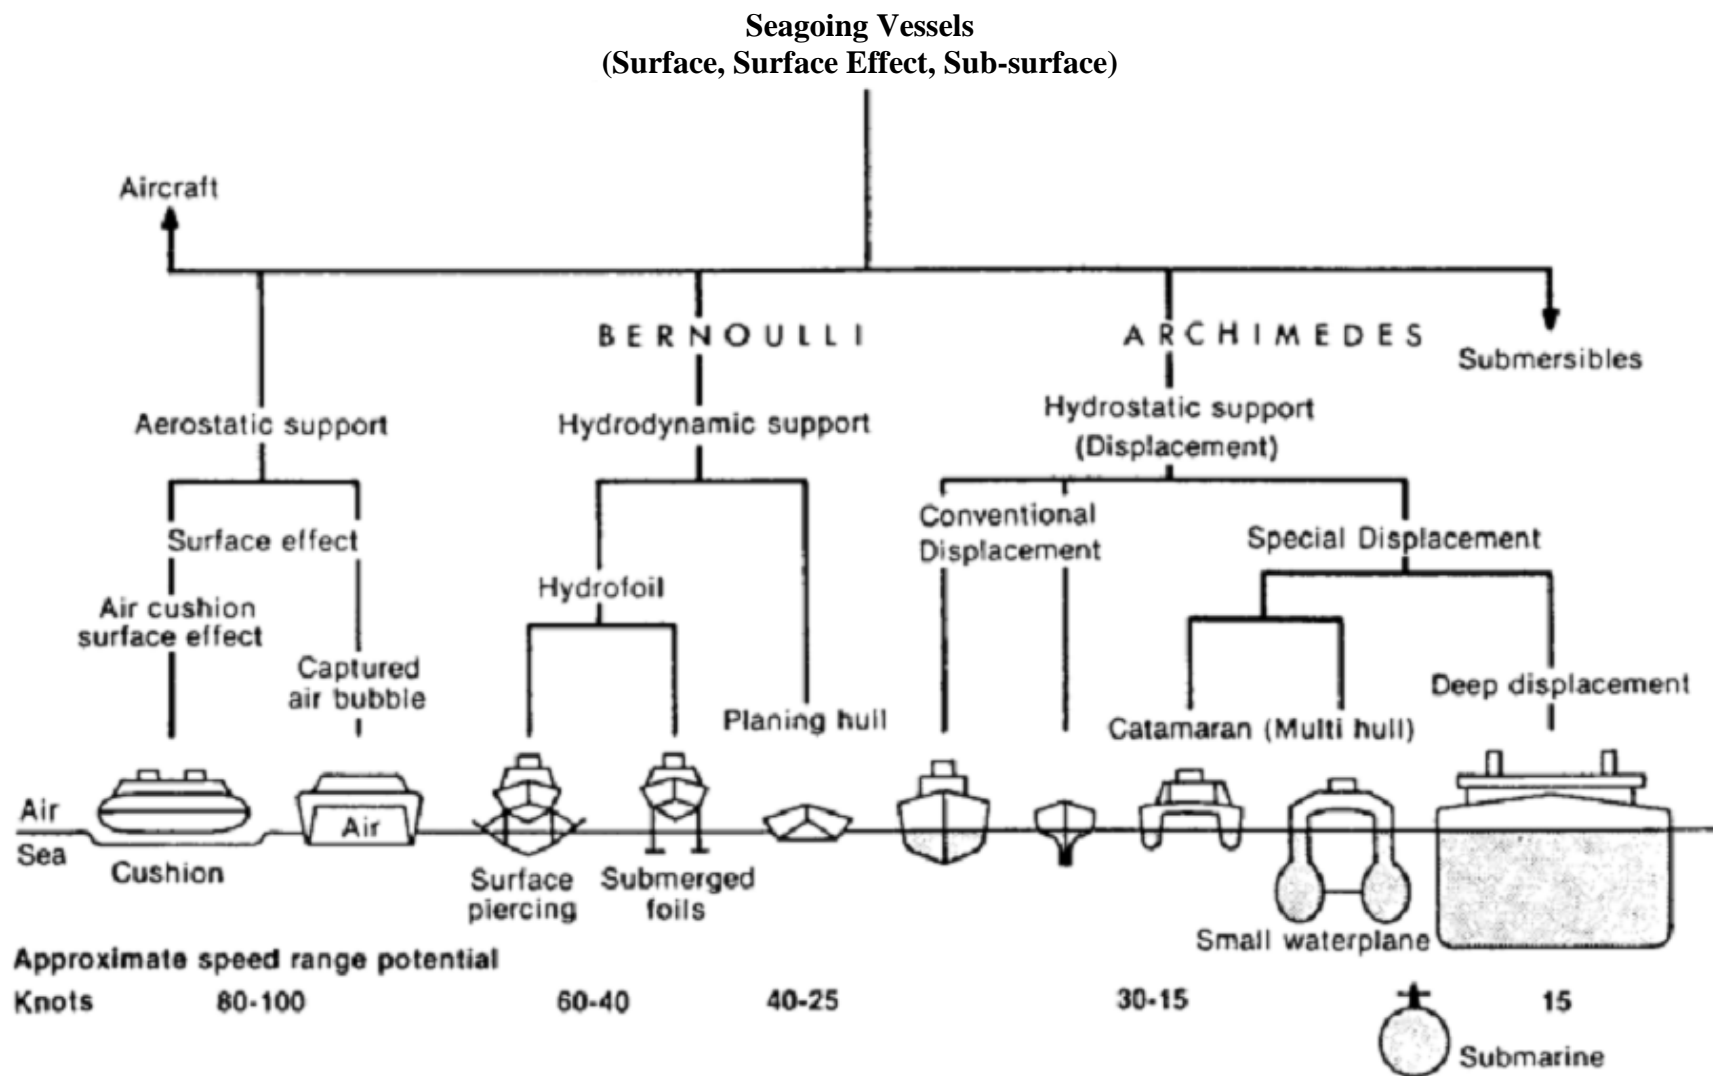 Seagoing Vessels
(Surface, Surface Effect, Sub-surface)
Aircraft
BERNOULLI
ARCHIMEDES
Submersibles
Aerostatic support
Hydrodynamic support
Hydrostatic support
(Displacement)
Surface effect
Conventional
Displacement
Special Displacement
Hydrofoil
Air cushion
surface effect
Captured
air bubble
Planing hull
Catamaran (Multi hull)
Deep displacement
Air
Sea
Air
Cushion
Surface
piercing
Submerged
foils
Small waterplane
Approximate speed range potential
Knots 80-100 60-40 40-25 30-15 15
Submarine